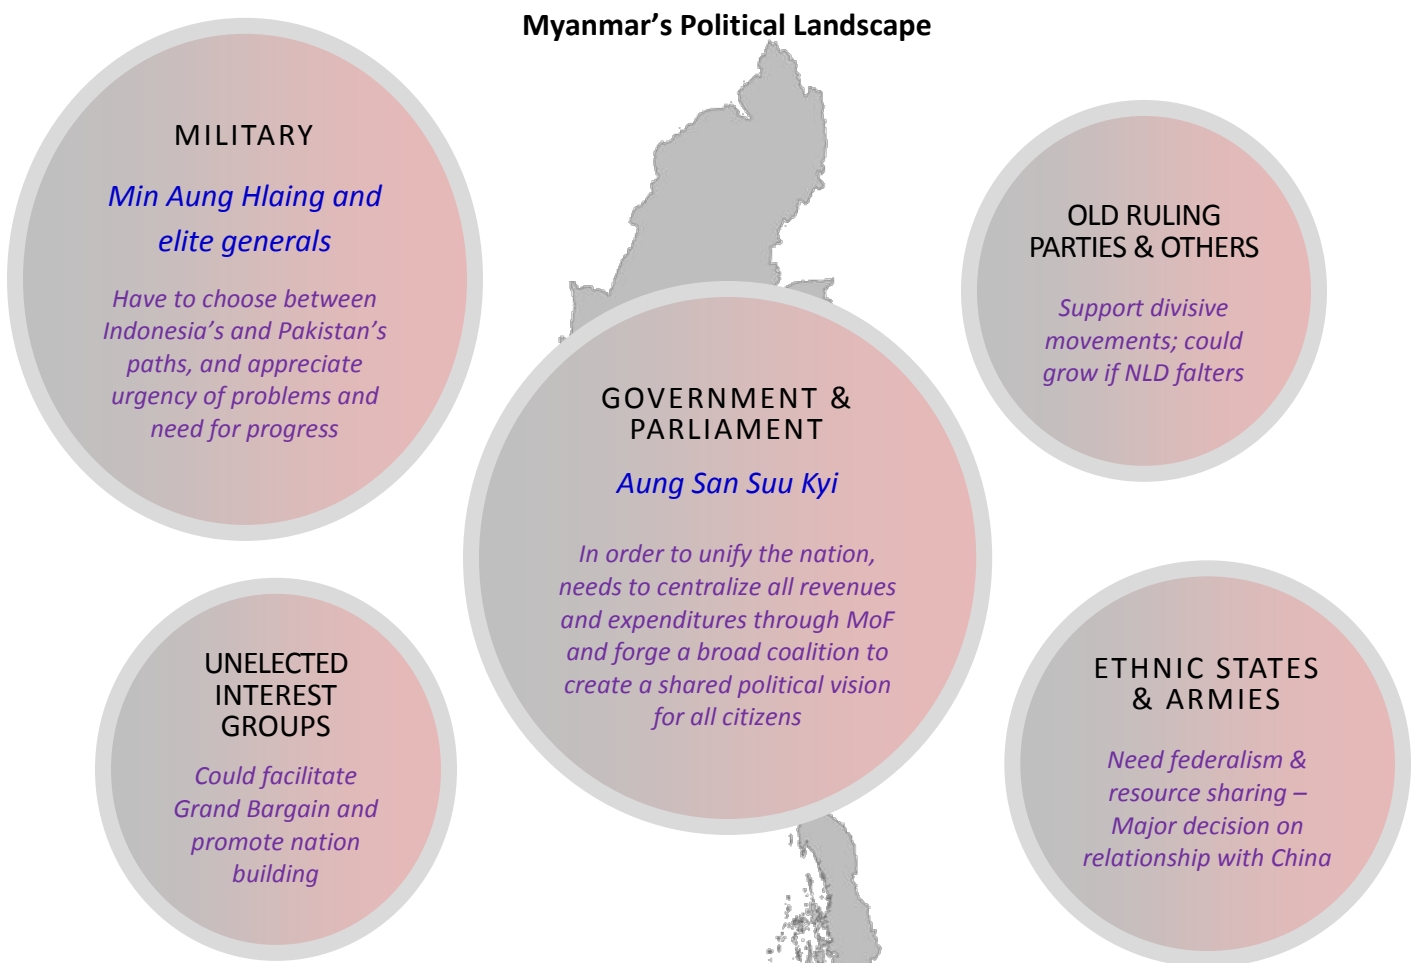 Myanmar’s Political Landscape
MILITARY
Min Aung Hlaing and
elite generals
Have to choose between
Indonesia’s and Pakistan’s
paths, and appreciate
urgency of problems and
need for progress
OLD RULING
PARTIES & OTHERS
Support divisive
movements; could
grow if NLD falters
GOVERNMENT &
PARLIAMENT
Aung San Suu Kyi
In order to unify the nation,
needs to centralize all revenues
and expenditures through MoF
and forge a broad coalition to
create a shared political vision
for all citizens
UNELECTED
INTEREST
GROUPS
Could facilitate
Grand Bargain and
promote nation
building
ETHNIC STATES
& ARMIES
Need federalism &
resource sharing –
Major decision on
relationship with China